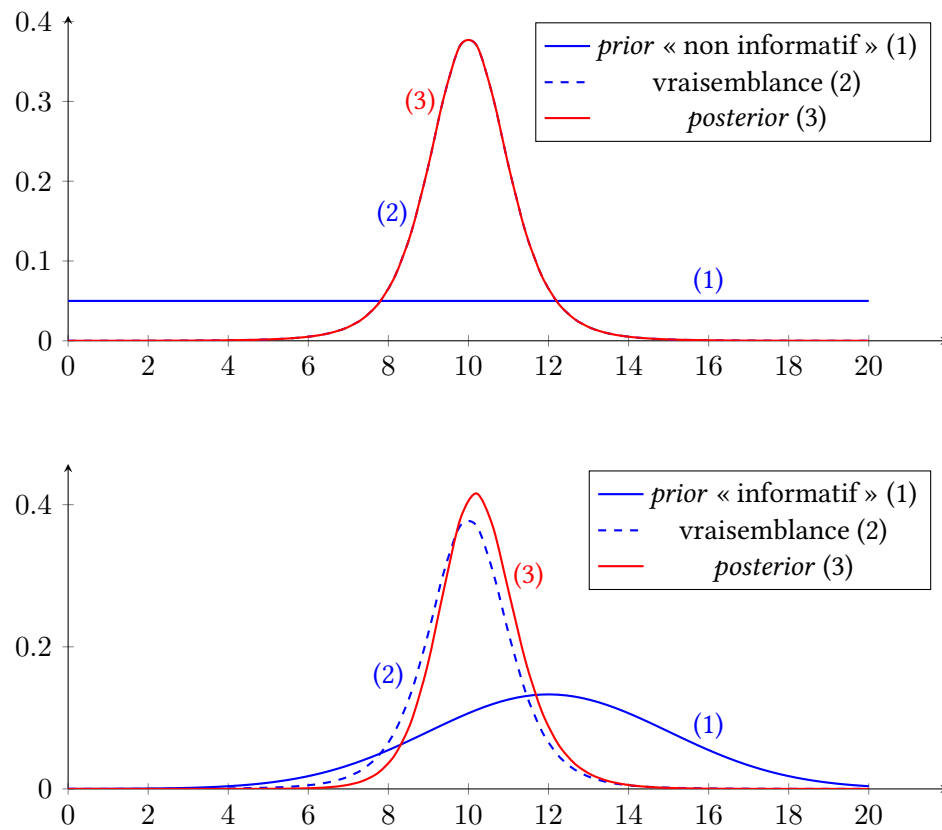 0.4
prior « non informatif » (1)
vraisemblance (2)
posterior (3)
0.3
(3)
0.2
(2)
0.1
(1)
0
0 2 4 6 8 10 12 14 16 18 20
prior « informatif » (1)
vraisemblance (2)
posterior (3)
0.4
(3)
0.2
(2)
(1)
0
0 2 4 6 8 10 12 14 16 18 20